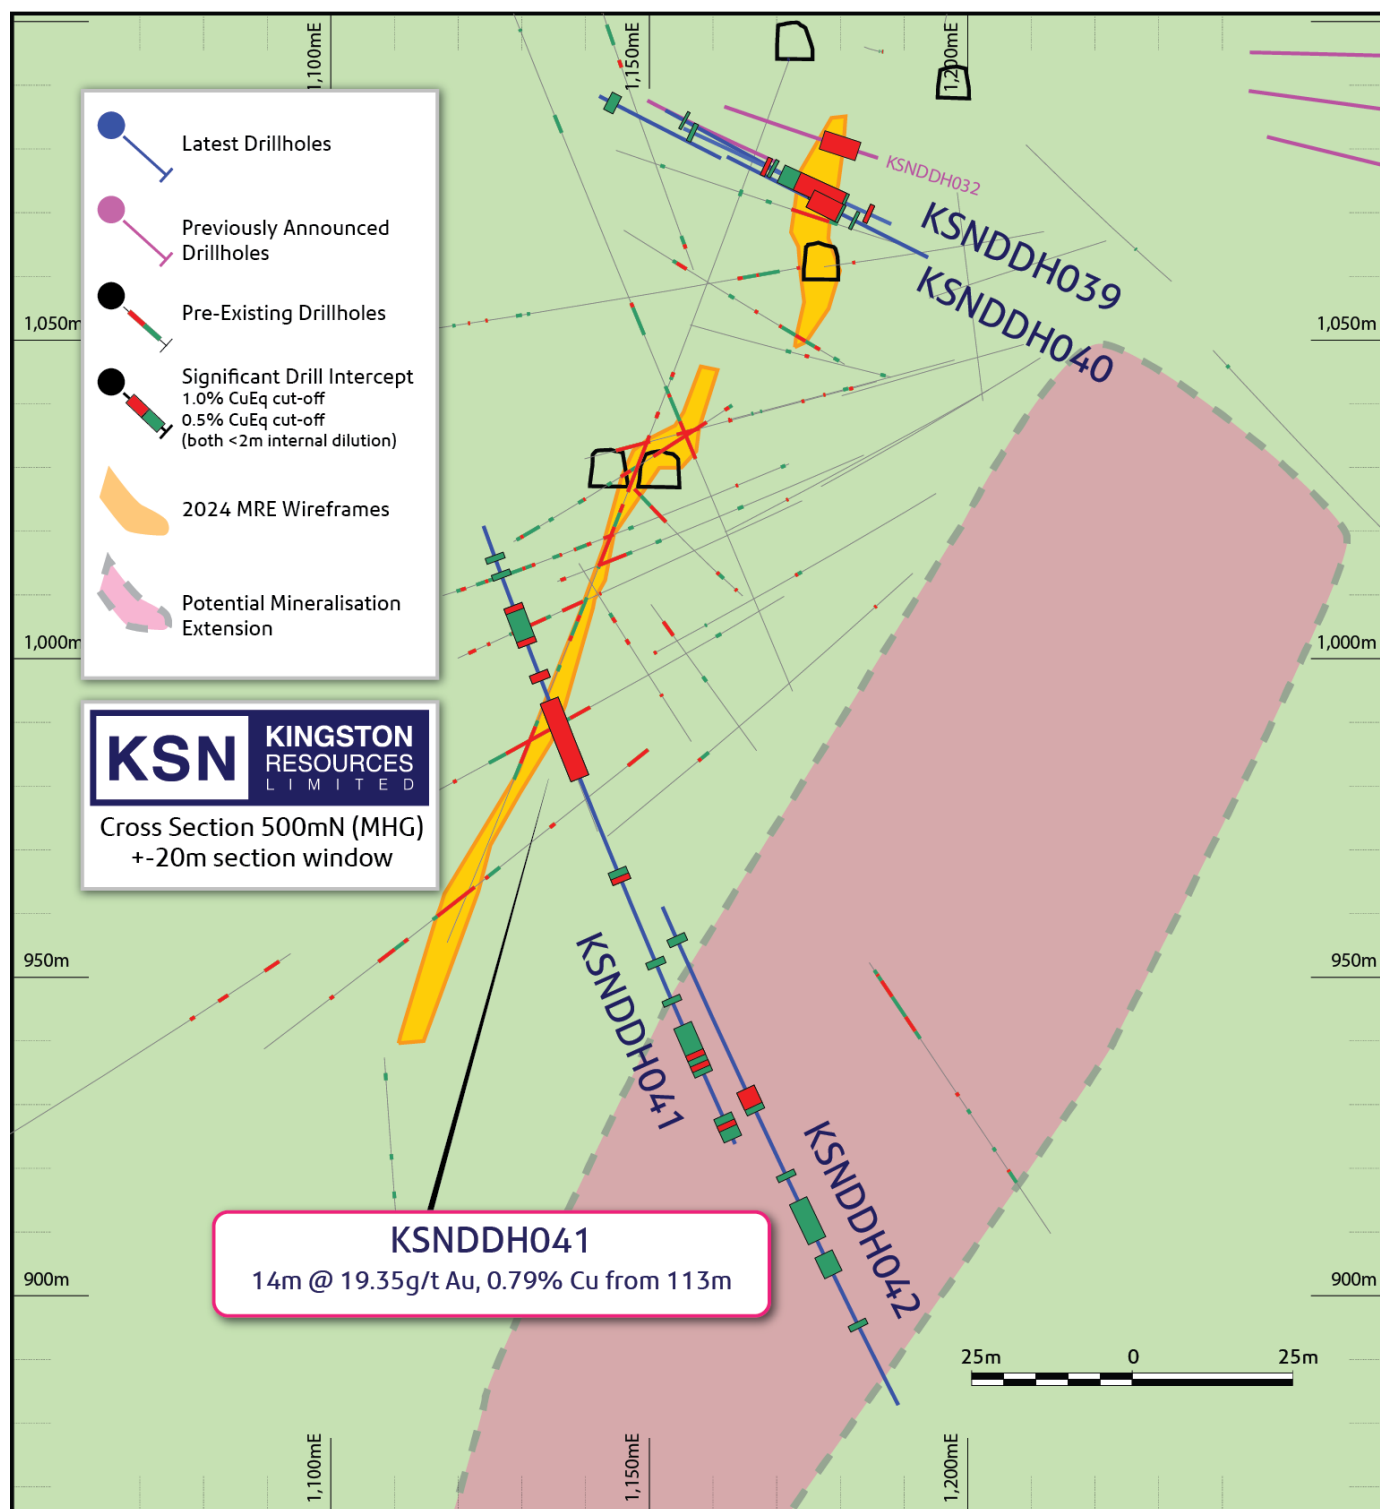 1,100mE
1,150mE
1,200mE
Latest Drillholes
Previously Announced
Drillholes
Pre-Existing Drillholes
Significant Drill Intercept
1.0% CuEq cut-off
0.5% CuEq cut-off
(both <2m internal dilution)
2024 MRE Wireframes
Potential Mineralisation
Extension
KSN
KINGSTON
RESOURCES
LIMITED
Cross Section 500mN (MHG)
+-20m section window
KSNDDH032
KSNDDH039
KSNDDH040
1,050m
1,050m
1,000m
1,000m
950m
950m
KSNDDH041
KSNDDH042
KSNDDH041
14m @ 19.35g/t Au, 0.79% Cu from 113m
900m
900m
25m
0
25m
1,100mE
1,150mE
1,200mE